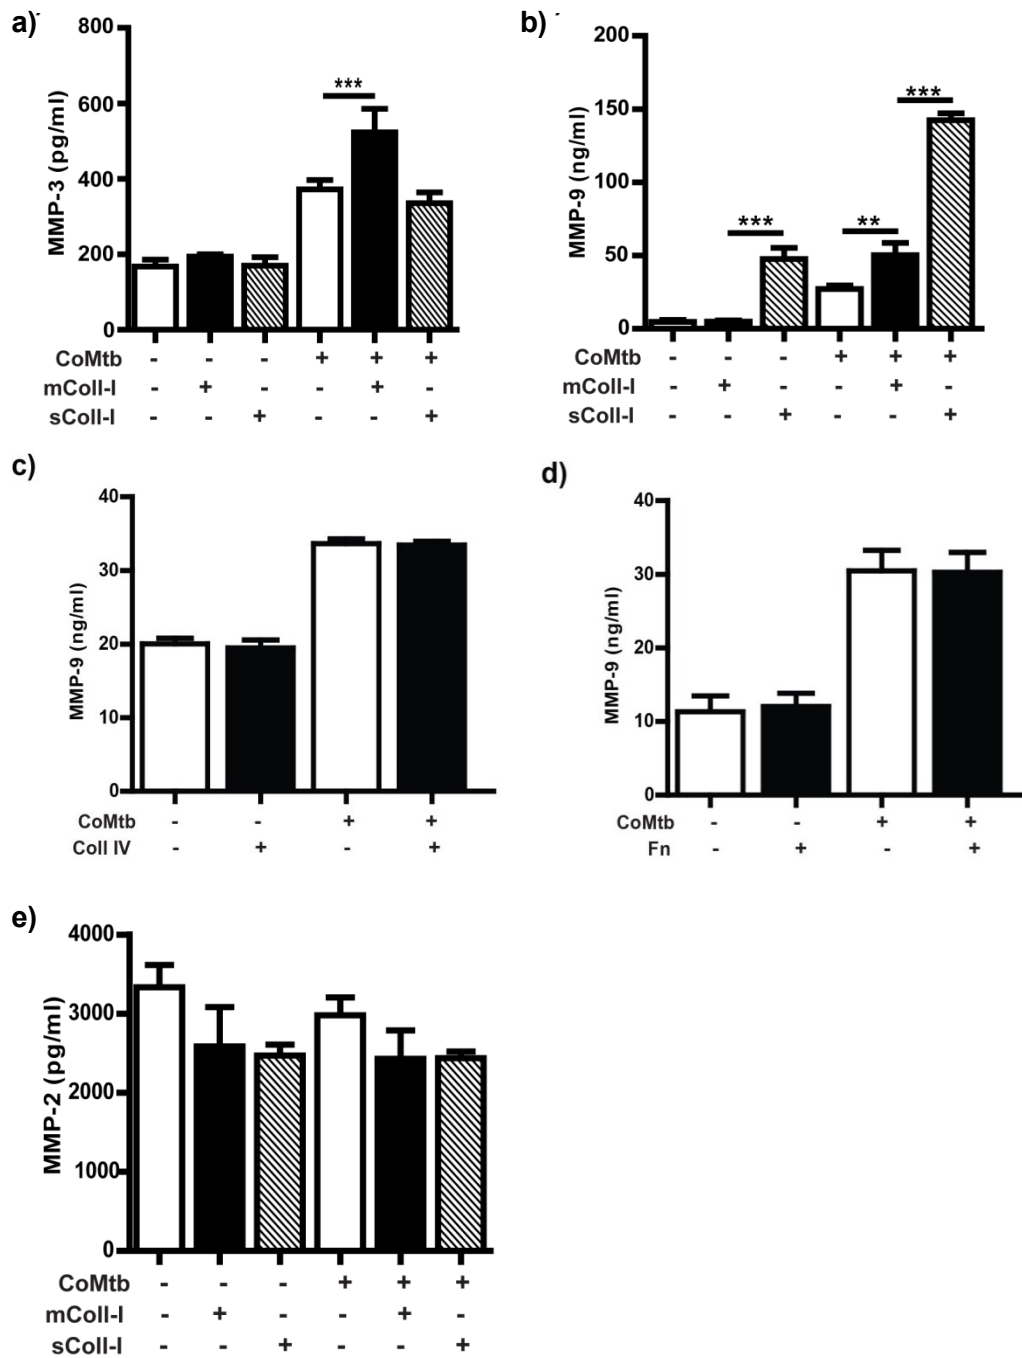 a)
800
600
400
200
0
MMP-3 (pg/ml)
***
CoMtb - - - + + +
mColl-I - + - - + -
sColl-I - - + - - +
b)
200
150
100
50
0
MMP-9 (ng/ml)
***
**
***
CoMtb - - - + + +
mColl-I - + - - + -
sColl-I - - + - - +
c)
40
30
20
10
0
MMP-9 (ng/ml)
CoMtb - - + +
Coll IV - + - +
d)
40
30
20
10
0
MMP-9 (ng/ml)
CoMtb - - + +
Fn - + - +
e)
4000
3000
2000
1000
0
MMP-2 (pg/ml)
CoMtb - - - + + +
mColl-I - + - - + -
sColl-I - - + - - +